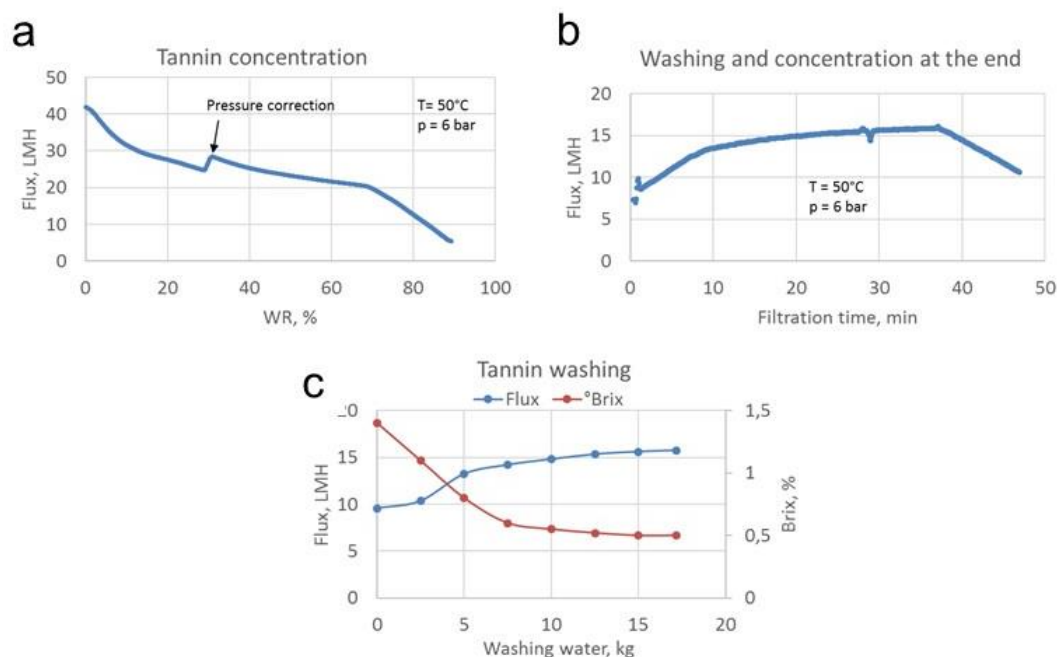 a
Tannin concentration
50
40
30
20
10
0
Flux, LMH
Pressure correction
T= 50°C
p = 6 bar
0 20 40 60 80 100
WR, %
b
Washing and concentration at the end
20
15
10
5
0
Flux, LMH
T = 50°C
p = 6 bar
0 10 20 30 40 50
Filtration time, min
c
Tannin washing
Flux °Brix
15
10
5
0
Flux, LMH
1,5
1
0,5
0
Brix, %
0 5 10 15 20
Washing water, kg